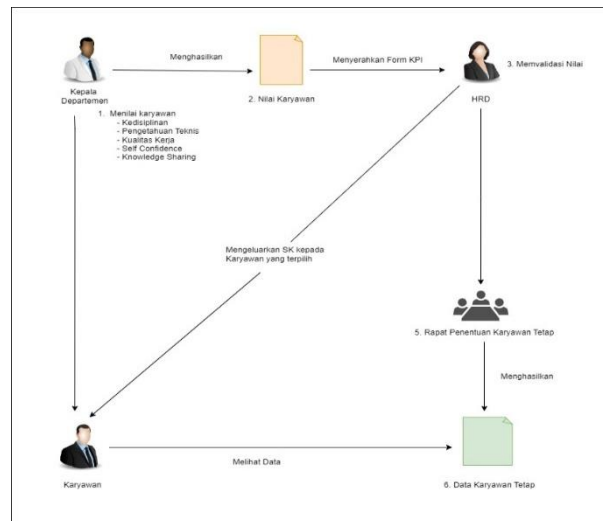 Menghasilkan
Menyerahkan Form KPI
3. Memvalidasi Nilai
Kepala
Departemen
2. Nilai Karyawan
HRD
1. Menilai karyawan
- Kedisiplinan
- Pengetahuan Teknis
- Kualitas Kerja
- Self Confidence
- Knowledge Sharing
Mengeluarkan SK kepada
Karyawan yang terpilih
5. Rapat Penentuan Karyawan Tetap
Menghasilkan
Melihat Data
Karyawan
6. Data Karyawan Tetap